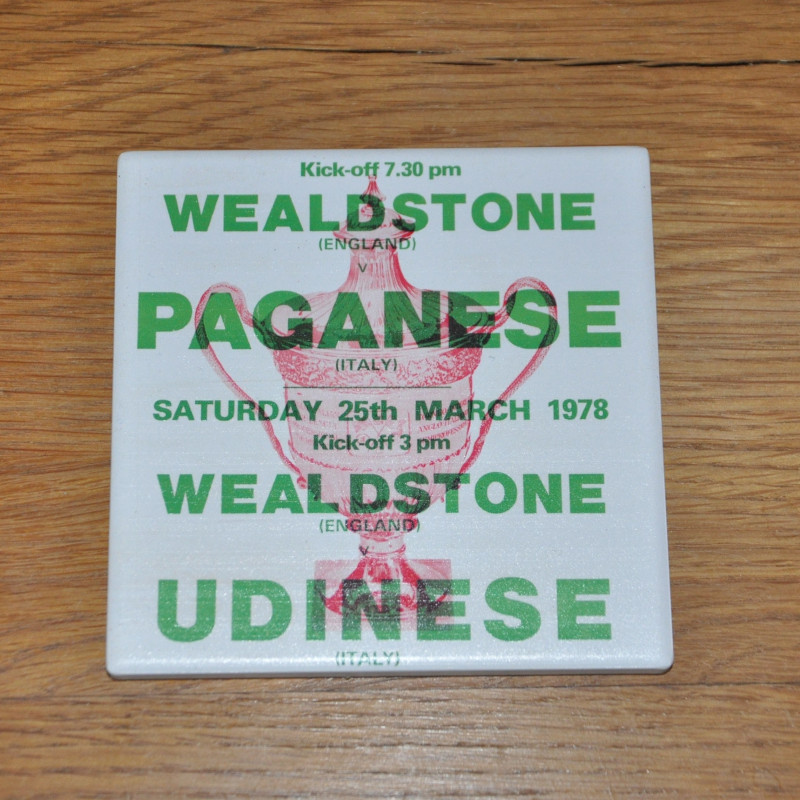 Kick-off 7.30 pm
WEALDSTONE
(ENGLAND)
v
PAGANESE
(ITALY)
SATURDAY 25th MARCH 1978
Kick-off 3 pm
WEALDSTONE
(ENGLAND)
v
UDINESE
(ITALY)